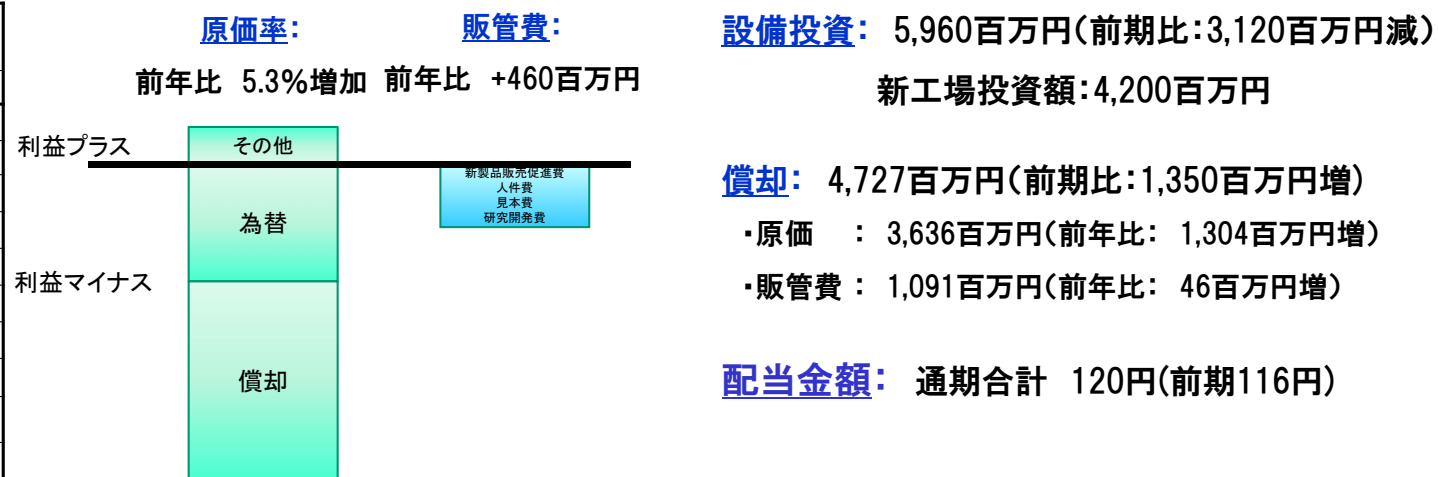 原価率:
販管費:
前年比 5.3%増加
前年比 +460百万円
利益プラス
その他
為替
利益マイナス
償却
新製品販売促進費
人件費
見本費
研究開発費
設備投資: 5,960百万円(前期比:3,120百万円減)
新工場投資額:4,200百万円
償却: 4,727百万円(前期比:1,350百万円増)
・原価 : 3,636百万円(前年比: 1,304百万円増)
・販管費 : 1,091百万円(前年比: 46百万円増)
配当金額: 通期合計 120円(前期116円)